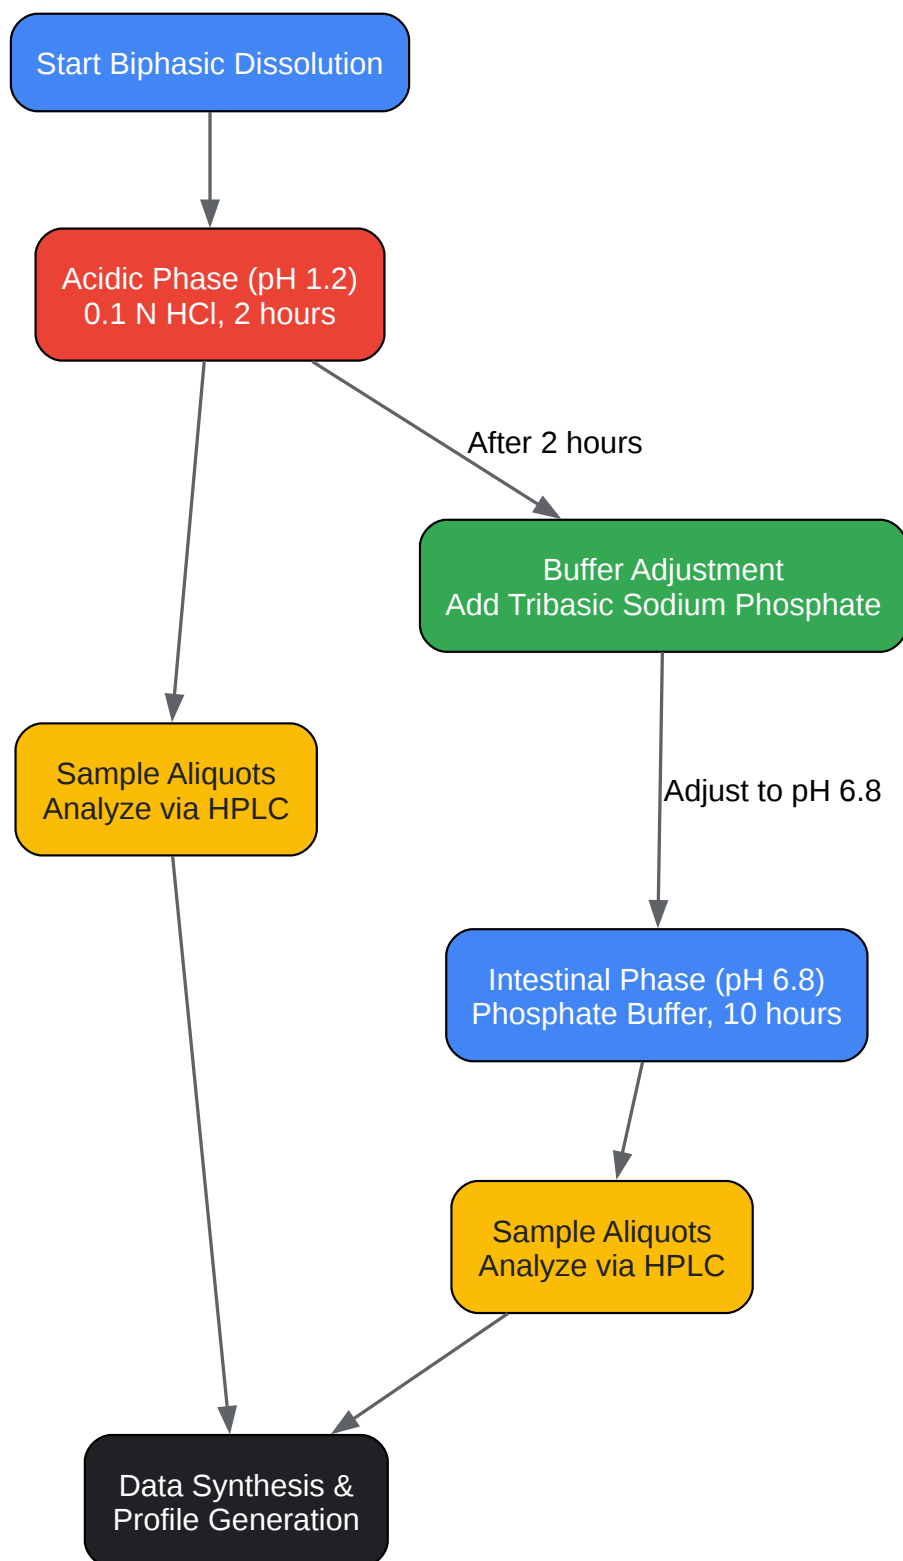 Start Biphasic Dissolution
Acidic Phase (pH 1.2)
0.1 N HCl, 2 hours
After 2 hours
Buffer Adjustment
Add Tribasic Sodium Phosphate
Sample Aliquots
Analyze via HPLC
Adjust to pH 6.8
Intestinal Phase (pH 6.8)
Phosphate Buffer, 10 hours
Sample Aliquots
Analyze via HPLC
Data Synthesis &
Profile Generation